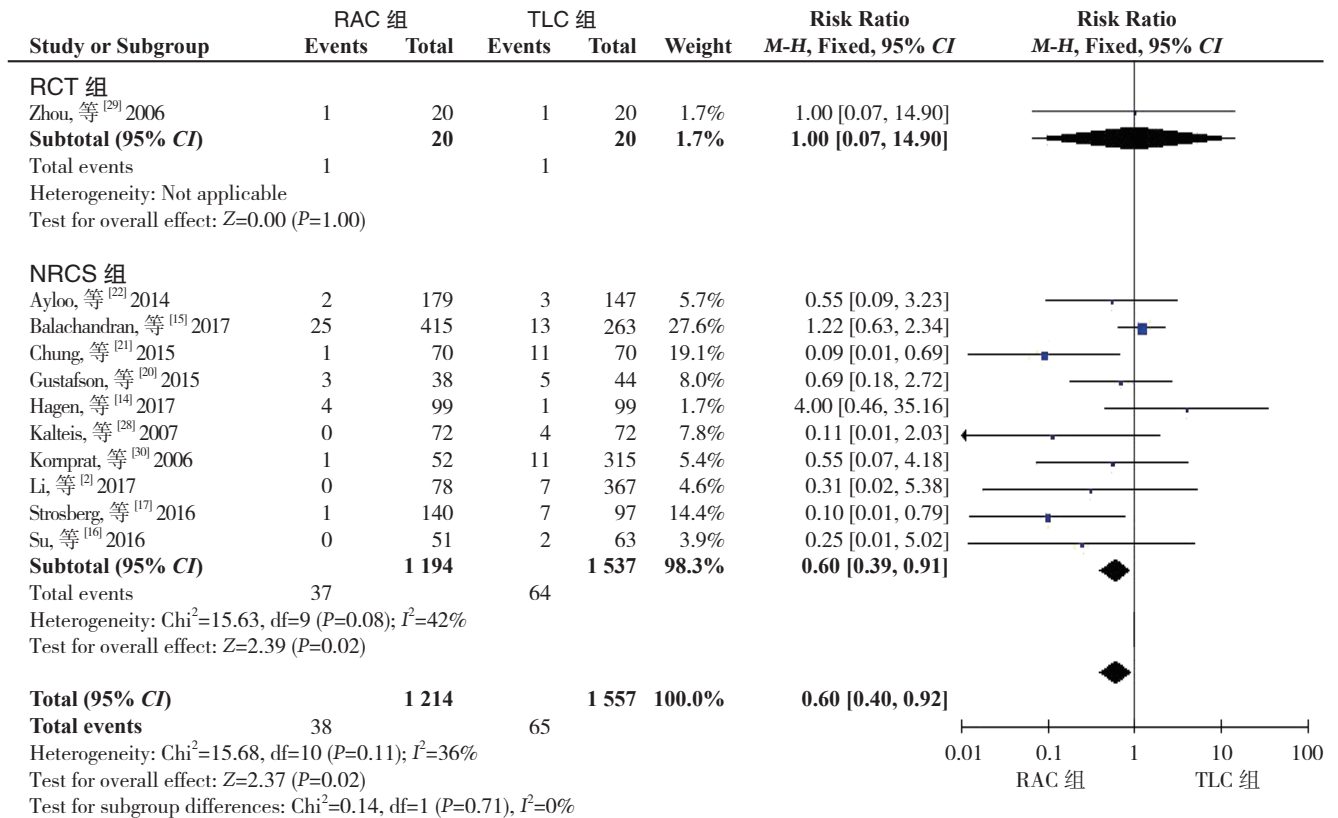 RAC 组 TLC 组 Risk Ratio Risk Ratio
Study or Subgroup Events Total Events Total Weight M-H, Fixed, 95% CI M-H, Fixed, 95% CI
RCT 组
Zhou, 等 [29] 2006 1 20 1 20 1.7% 1.00 [0.07, 14.90]
Subtotal (95% CI) 20 20 1.7% 1.00 [0.07, 14.90]
Total events 1 1
Heterogeneity: Not applicable
Test for overall effect: Z=0.00 (P=1.00)
NRCS 组
Ayloo, 等 [22] 2014 2 179 3 147 5.7% 0.55 [0.09, 3.23]
Balachandran, 等 [15] 2017 25 415 13 263 27.6% 1.22 [0.63, 2.34]
Chung, 等 [21] 2015 1 70 11 70 19.1% 0.09 [0.01, 0.69]
Gustafson, 等 [20] 2015 3 38 5 44 8.0% 0.69 [0.18, 2.72]
Hagen, 等 [14] 2017 4 99 1 99 1.7% 4.00 [0.46, 35.16]
Kalteis, 等 [28] 2007 0 72 4 72 7.8% 0.11 [0.01, 2.03]
Kornprat, 等 [30] 2006 1 52 11 315 5.4% 0.55 [0.07, 4.18]
Li, 等 [2] 2017 0 78 7 367 4.6% 0.31 [0.02, 5.38]
Strosberg, 等 [17] 2016 1 140 7 97 14.4% 0.10 [0.01, 0.79]
Su, 等 [16] 2016 0 51 2 63 3.9% 0.25 [0.01, 5.02]
Subtotal (95% CI) 1 194 1 537 98.3% 0.60 [0.39, 0.91]
Total events 37 64
Heterogeneity: Chi²=15.63, df=9 (P=0.08); I²=42%
Test for overall effect: Z=2.39 (P=0.02)
Total (95% CI) 1 214 1 557 100.0% 0.60 [0.40, 0.92]
Total events 38 65
Heterogeneity: Chi²=15.68, df=10 (P=0.11); I²=36%
0.01 0.1 1 10 100
Test for overall effect: Z=2.37 (P=0.02)
RAC 组 TLC 组
Test for subgroup differences: Chi²=0.14, df=1 (P=0.71), I²=0%